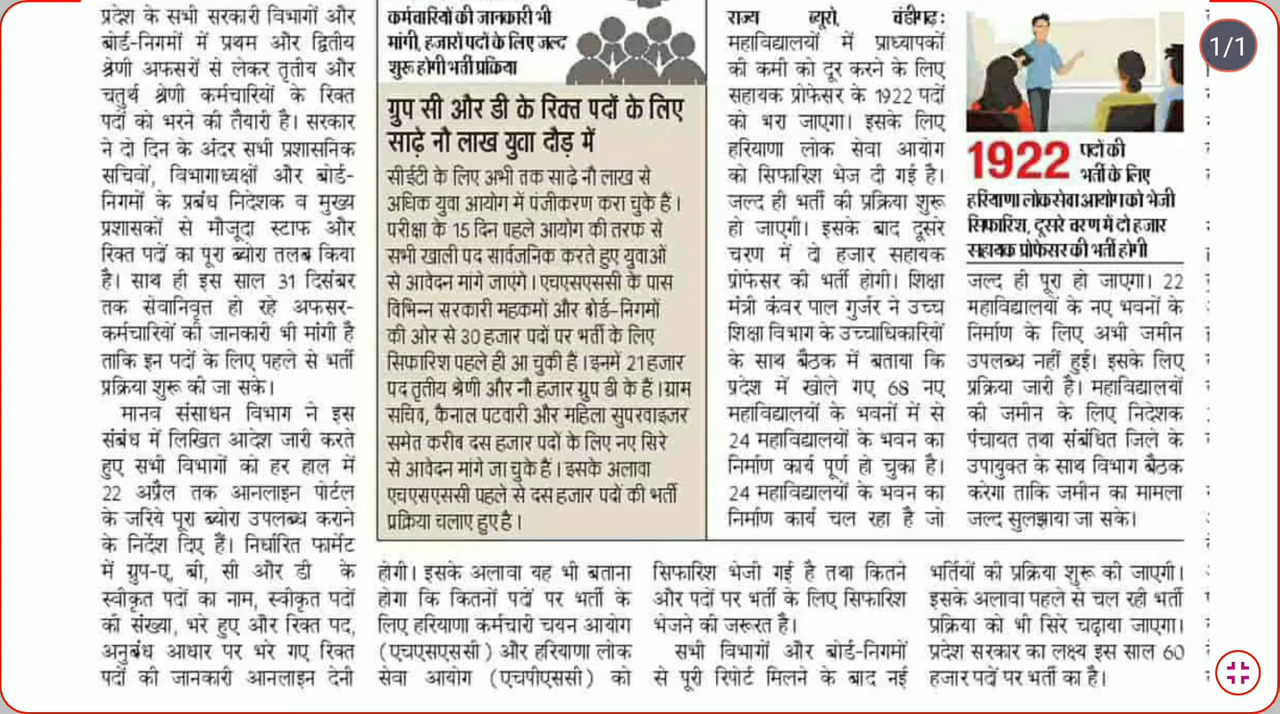 प्रदेश के सभी सरकारी विभागों और
बोर्ड-निगमों में प्रथम और द्वितीय
श्रेणी अफसरों से लेकर तृतीय और
चतुर्थ श्रेणी कर्मचारियों के रिक्त
पदों को भरने की तैयारी है। सरकार
ने दो दिन के अंदर सभी प्रशासनिक
सचिवों, विभागाध्यक्षों और बोर्ड-
निगमों के प्रबंध निदेशक व मुख्य
प्रशासकों से मौजूदा स्टाफ और
रिक्त पदों का पूरा ब्योरा तलब किया
है। साथ ही इस साल 31 दिसंबर
तक सेवानिवृत्त हो रहे अफसर-
कर्मचारियों की जानकारी भी मांगी है
ताकि इन पदों के लिए पहले से भर्ती
प्रक्रिया शुरू की जा सके।
मानव संसाधन विभाग ने इस
संबंध में लिखित आदेश जारी करते
हुए सभी विभागों को हर हाल में
22 अप्रैल तक आनलाइन पोर्टल
के जरिये पूरा ब्योरा उपलब्ध कराने
के निर्देश दिए हैं। निर्धारित फार्मेट
में ग्रुप-ए, बी, सी और डी के
स्वीकृत पदों का नाम, स्वीकृत पदों
की संख्या, भरे हुए और रिक्त पद,
अनुबंध आधार पर भरे गए रिक्त
पदों की जानकारी आनलाइन देनी
कर्मचारियों की जानकारी भी
मांगी, हजारों पदों के लिए जल्द
शुरू होगी भर्ती प्रक्रिया
ग्रुप सी और डी के रिक्त पदों के लिए
साढ़े नौ लाख युवा दौड़ में
सीईटी के लिए अभी तक साढ़े नौ लाख से
अधिक युवा आयोग में पंजीकरण करा चुके हैं।
परीक्षा के 15 दिन पहले आयोग की तरफ से
सभी खाली पद सार्वजनिक करते हुए युवाओं
से आवेदन मांगे जाएंगे। एचएसएससी के पास
विभिन्न सरकारी महकमों और बोर्ड-निगमों
की ओर से 30 हजार पदों पर भर्ती के लिए
सिफारिश पहले ही आ चुकी हैं। इनमें 21 हजार
पद तृतीय श्रेणी और नौ हजार ग्रुप डी के हैं। ग्राम
सचिव, कैनाल पटवारी और महिला सुपरवाइजर
समेत करीब दस हजार पदों के लिए नए सिरे
से आवेदन मांगे जा चुके हैं। इसके अलावा
एचएसएससी पहले से दस हजार पदों की भर्ती
प्रक्रिया चलाए हुए है।
होगी। इसके अलावा यह भी बताना
होगा कि कितनों पदों पर भर्ती के
लिए हरियाणा कर्मचारी चयन आयोग
(एचएसएससी) और हरियाणा लोक
सेवा आयोग (एचपीएससी) को
सिफारिश भेजी गई है तथा कितने
और पदों पर भर्ती के लिए सिफारिश
भेजने की जरूरत है।
सभी विभागों और बोर्ड-निगमों
से पूरी रिपोर्ट मिलने के बाद नई
भर्तियों की प्रक्रिया शुरू की जाएगी।
इसके अलावा पहले से चल रही भर्ती
प्रक्रिया को भी सिरे चढ़ाया जाएगा।
प्रदेश सरकार का लक्ष्य इस साल 60
हजार पदों पर भर्ती का है।
राज्य ब्यूरो, चंडीगढ़:
महाविद्यालयों में प्राध्यापकों
की कमी को दूर करने के लिए
सहायक प्रोफेसर के 1922 पदों
को भरा जाएगा। इसके लिए
हरियाणा लोक सेवा आयोग
को सिफारिश भेज दी गई है।
जल्द ही भर्ती की प्रक्रिया शुरू
हो जाएगी। इसके बाद दूसरे
चरण में दो हजार सहायक
प्रोफेसर की भर्ती होगी। शिक्षा
मंत्री कंवर पाल गुर्जर ने उच्च
शिक्षा विभाग के उच्चाधिकारियों
के साथ बैठक में बताया कि
प्रदेश में खोले गए 68 नए
महाविद्यालयों के भवनों में से
24 महाविद्यालयों के भवन का
निर्माण कार्य पूर्ण हो चुका है।
24 महाविद्यालयों के भवन का
निर्माण कार्य चल रहा है जो
1922 पदों की
भर्ती के लिए
हरियाणा लोकसेवा आयोग को भेजी
सिफारिश, दूसरे चरण में दो हजार
सहायक प्रोफेसर की भर्ती होगी
जल्द ही पूरा हो जाएगा। 22
महाविद्यालयों के नए भवनों के
निर्माण के लिए अभी जमीन
उपलब्ध नहीं हुई। इसके लिए
प्रक्रिया जारी है। महाविद्यालयों
की जमीन के लिए निदेशक
पंचायत तथा संबंधित जिले के
उपायुक्त के साथ विभाग बैठक
करेगा ताकि जमीन का मामला
जल्द सुलझाया जा सके।
1/1